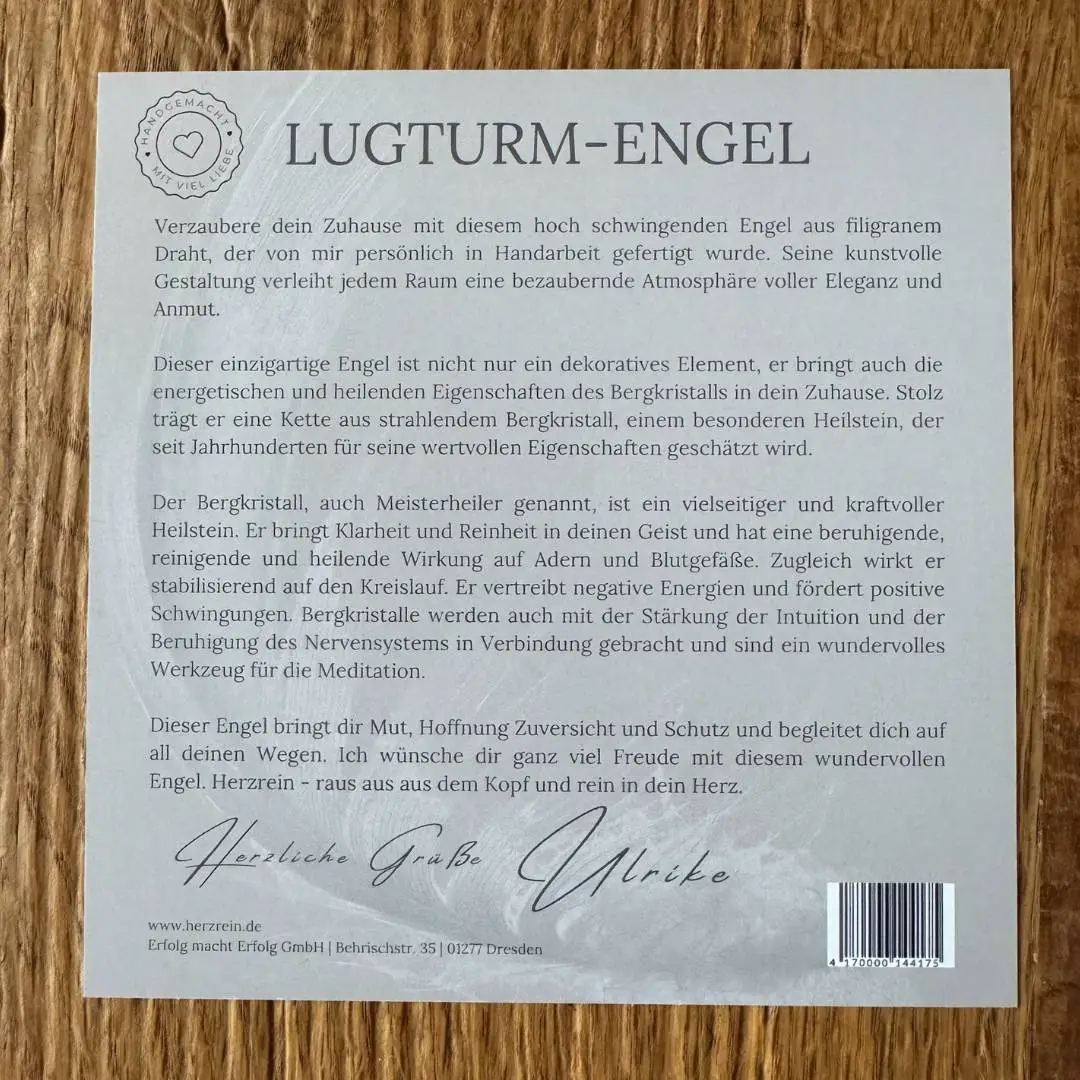 HANDGEMACHT
MIT VIEL LIEBE
LUGTURM-ENGEL
Verzaubere dein Zuhause mit diesem hoch schwingenden Engel aus filigranem
Draht, der von mir persönlich in Handarbeit gefertigt wurde. Seine kunstvolle
Gestaltung verleiht jedem Raum eine bezaubernde Atmosphäre voller Eleganz und
Anmut.
Dieser einzigartige Engel ist nicht nur ein dekoratives Element, er bringt auch die
energetischen und heilenden Eigenschaften des Bergkristalls in dein Zuhause. Stolz
trägt er eine Kette aus strahlendem Bergkristall, einem besonderen Heilstein, der
seit Jahrhunderten für seine wertvollen Eigenschaften geschätzt wird.
Der Bergkristall, auch Meisterheiler genannt, ist ein vielseitiger und kraftvoller
Heilstein. Er bringt Klarheit und Reinheit in deinen Geist und hat eine beruhigende,
reinigende und heilende Wirkung auf Adern und Blutgefäße. Zugleich wirkt er
stabilisierend auf den Kreislauf. Er vertreibt negative Energien und fördert positive
Schwingungen. Bergkristalle werden auch mit der Stärkung der Intuition und der
Beruhigung des Nervensystems in Verbindung gebracht und sind ein wundervolles
Werkzeug für die Meditation.
Dieser Engel bringt dir Mut, Hoffnung Zuversicht und Schutz und begleitet dich auf
all deinen Wegen. Ich wünsche dir ganz viel Freude mit diesem wundervollen
Engel. Herzrein – raus aus aus dem Kopf und rein in dein Herz.
Herzliche Grüße Ulrike
www.herzrein.de
Erfolg macht Erfolg GmbH | Behrischstr. 35 | 01277 Dresden
4 170000 144175